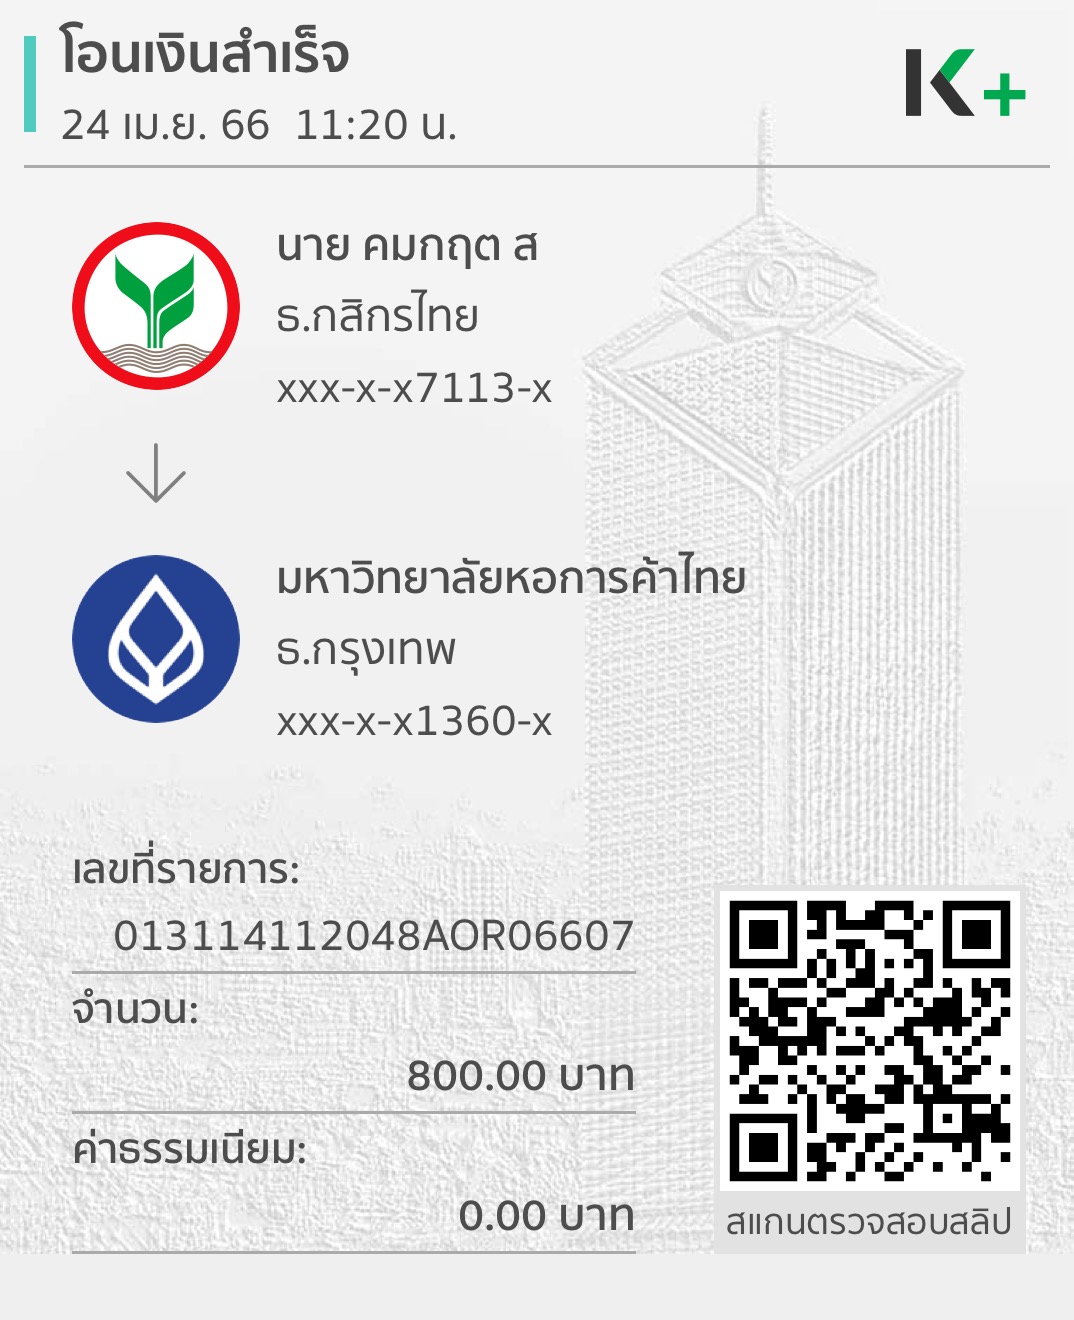 โอนเงินสำเร็จ
24 เม.ย. 66 11:20 น.
K+
นาย คมกฤต ส
ธ.กสิกรไทย
xxx-x-x7113-x
มหาวิทยาลัยหอการค้าไทย
ธ.กรุงเทพ
xxx-x-x1360-x
เลขที่รายการ:
013114112048AOR06607
จำนวน:
800.00 บาท
ค่าธรรมเนียม:
0.00 บาท
สแกนตรวจสอบสลิป